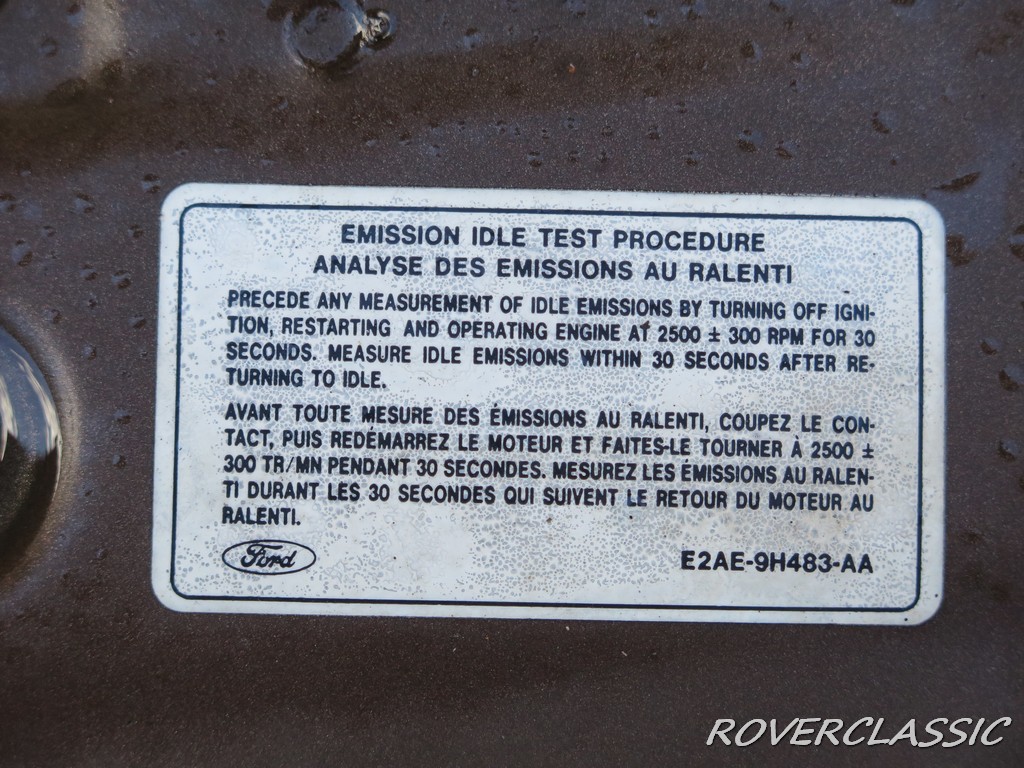 EMISSION IDLE TEST PROCEDURE
ANALYSE DES EMISSIONS AU RALENTI
PRECEDE ANY MEASUREMENT OF IDLE EMISSIONS BY TURNING OFF IGNI-
TION, RESTARTING AND OPERATING ENGINE AT 2500 ± 300 RPM FOR 30
SECONDS. MEASURE IDLE EMISSIONS WITHIN 30 SECONDS AFTER RE-
TURNING TO IDLE.
AVANT TOUTE MESURE DES ÉMISSIONS AU RALENTI, COUPEZ LE CON-
TACT, PUIS REDÉMARREZ LE MOTEUR ET FAITES-LE TOURNER À 2500 ±
300 TR/MN PENDANT 30 SECONDES. MESUREZ LES ÉMISSIONS AU RALEN-
TI DURANT LES 30 SECONDES QUI SUIVENT LE RETOUR DU MOTEUR AU
RALENTI.
Ford E2AE-9H483-AA
ROVERCLASSIC